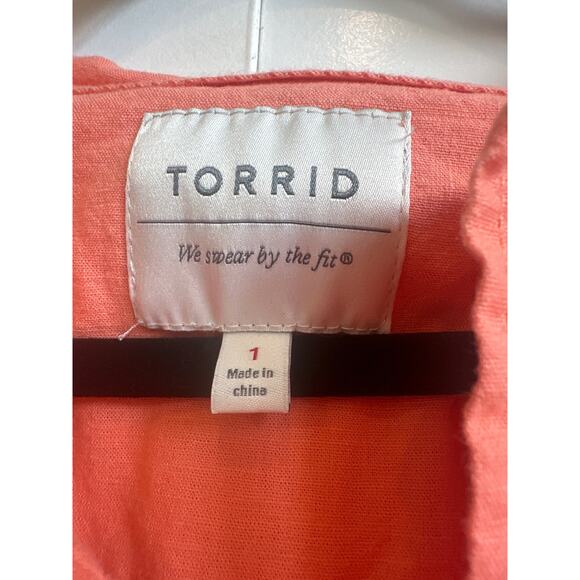 TORRID
We swear by the fit®
1
Made in
china